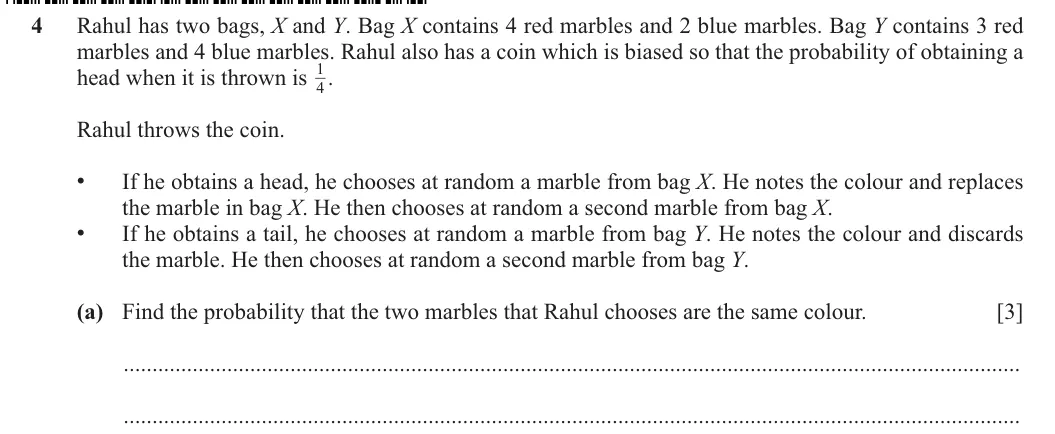 4 Rahul has two bags, X and Y. Bag X contains 4 red marbles and 2 blue marbles. Bag Y contains 3 red
marbles and 4 blue marbles. Rahul also has a coin which is biased so that the probability of obtaining a
head when it is thrown is 1/4.
Rahul throws the coin.
• If he obtains a head, he chooses at random a marble from bag X. He notes the colour and replaces
the marble in bag X. He then chooses at random a second marble from bag X.
• If he obtains a tail, he chooses at random a marble from bag Y. He notes the colour and discards
the marble. He then chooses at random a second marble from bag Y.
(a) Find the probability that the two marbles that Rahul chooses are the same colour. [3]